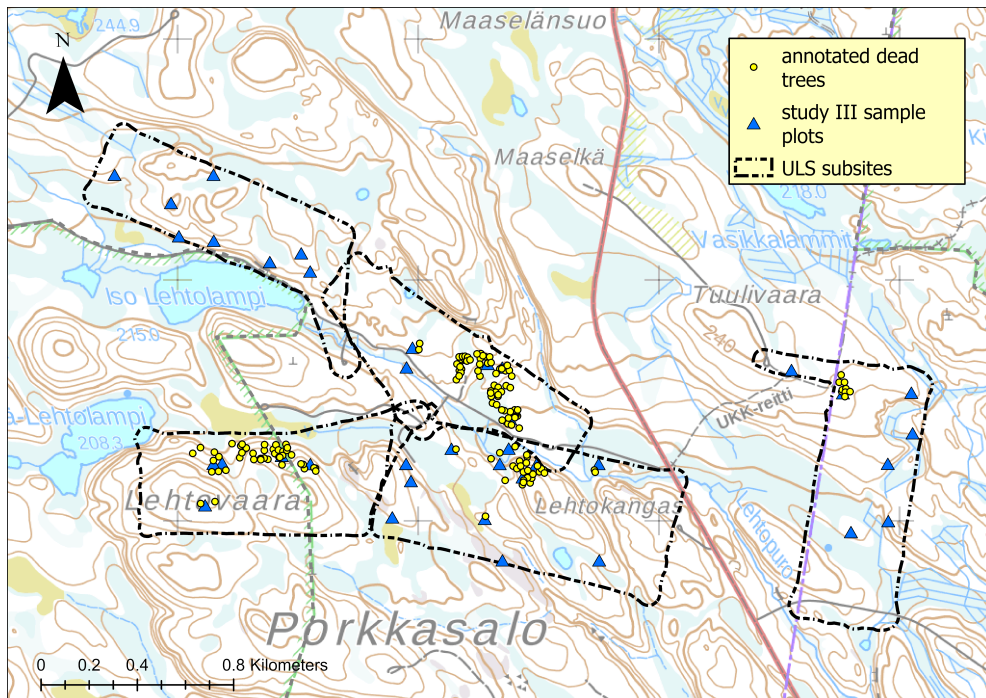 244.9
Maaselänsuo
N
annotated dead
trees
study III sample
plots
ULS subsites
Maaselkä
218.0
Vasikkalammit
Iso Lehtolampi
Tuulivaara
215.9
240
UKK-reitti
a-Lehtolampi
208.3
Lehtovaara
Lehtokangas
Lehtopuro
Porkkasalo
0 0.2 0.4 0.8 Kilometers